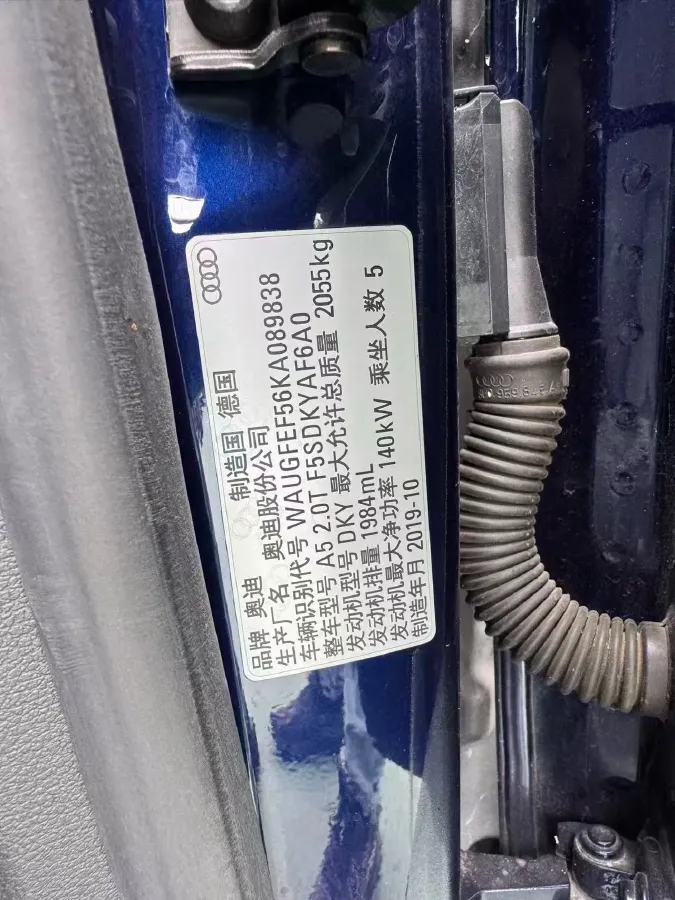 品牌 奥迪 制造国 德国
生产厂名 奥迪股份公司
车辆识别代号 WAUGFEF56KA089838
整车型号 A5 2.0T F5SDKYAF6A0
发动机型号 DKY 最大允许总质量 2055kg
发动机排量 1984mL
发动机最大净功率 140kW 乘坐人数 5
制造年月 2019-10